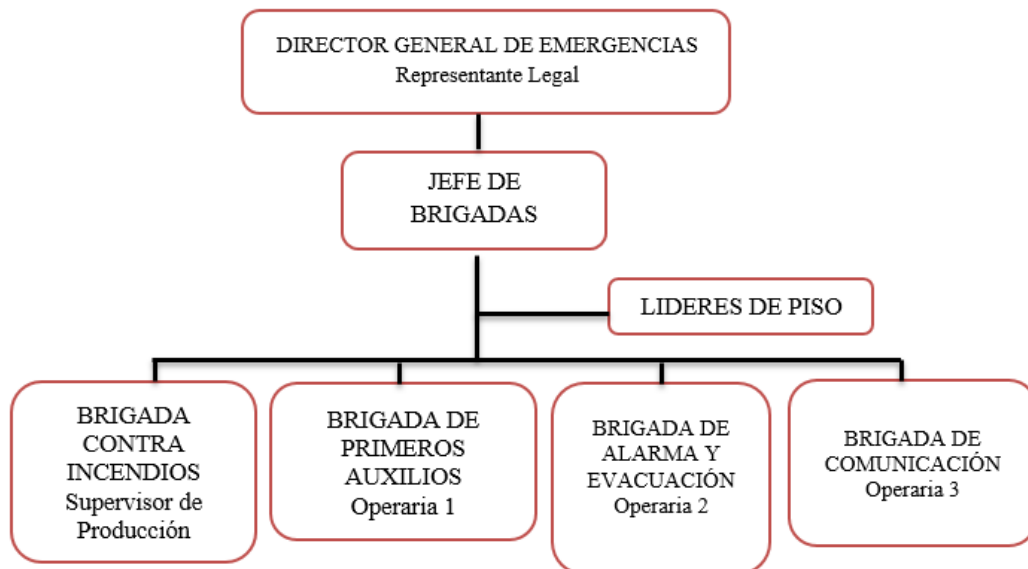 DIRECTOR GENERAL DE EMERGENCIAS
Representante Legal
JEFE DE
BRIGADAS
LIDERES DE PISO
BRIGADA
CONTRA
INCENDIOS
Supervisor de
Producción
BRIGADA DE
PRIMEROS
AUXILIOS
Operaria 1
BRIGADA DE
ALARMA Y
EVACUACIÓN
Operaria 2
BRIGADA DE
COMUNICACIÓN
Operaria 3